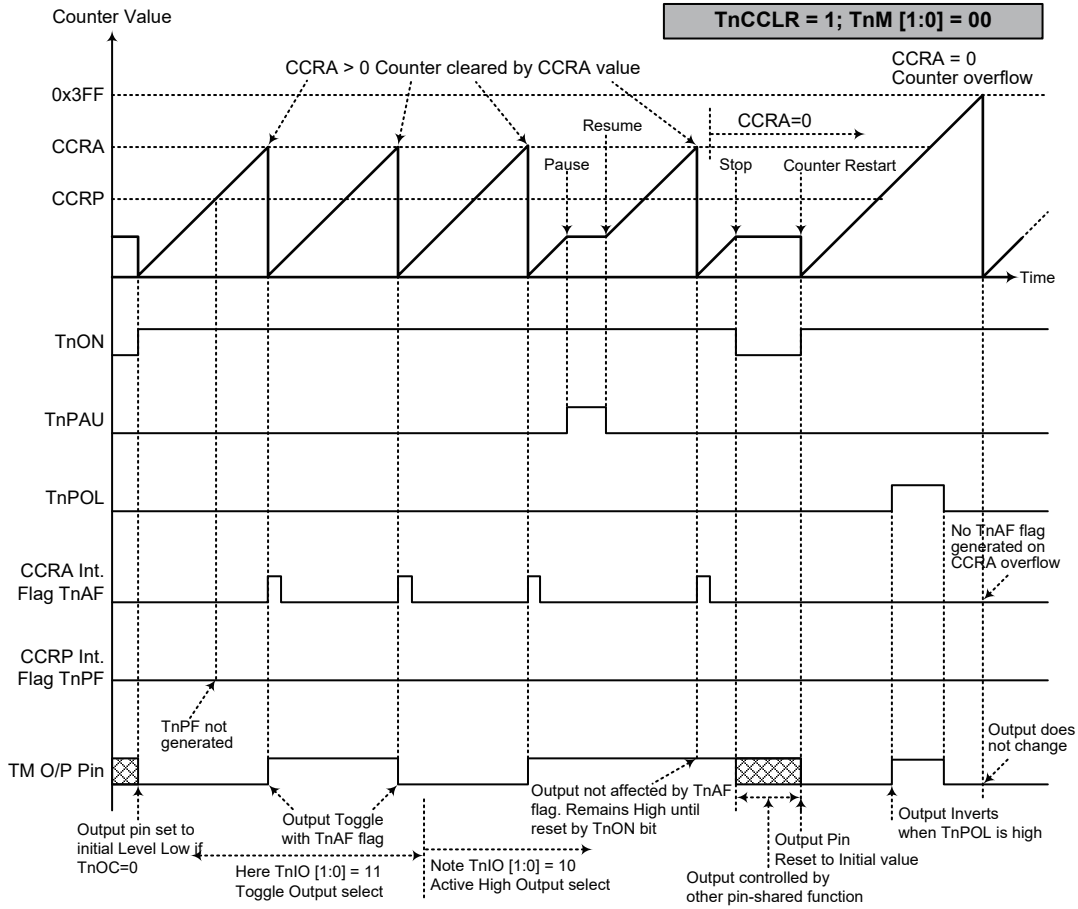 Counter Value
TnCCLR = 1; TnM [1:0] = 00
CCRA > 0 Counter cleared by CCRA value
CCRA = 0
Counter overflow
0x3FF
CCRA=0
Resume
CCRA
Pause
Stop
Counter Restart
CCRP
Time
TnON
TnPAU
TnPOL
No TnAF flag
generated on
CCRA overflow
CCRA Int.
Flag TnAF
CCRP Int.
Flag TnPF
TnPF not
generated
Output does
not change
TM O/P Pin
Output not affected by TnAF
flag. Remains High until
reset by TnON bit
Output pin set to
initial Level Low if
TnOC=0
Output Toggle
with TnAF flag
Output Inverts
when TnPOL is high
Output Pin
Reset to Initial value
Here TnIO [1:0] = 11
Toggle Output select
Note TnIO [1:0] = 10
Active High Output select
Output controlled by
other pin-shared function